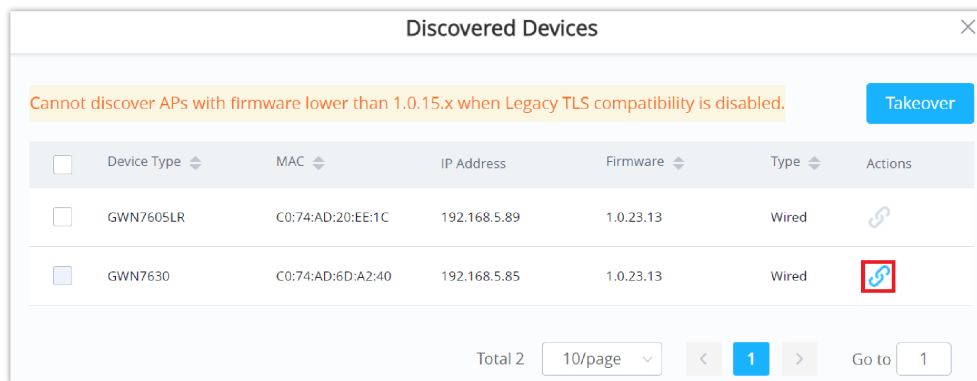 Discovered Devices
Cannot discover APs with firmware lower than 1.0.15.x when Legacy TLS compatibility is disabled.
Takeover
Device Type MAC IP Address Firmware Type Actions
GWN7605LR C0:74:AD:20:EE:1C 192.168.5.89 1.0.23.13 Wired
GWN7630 C0:74:AD:6D:A2:40 192.168.5.85 1.0.23.13 Wired
Total 2 10/page < 1 > Go to 1